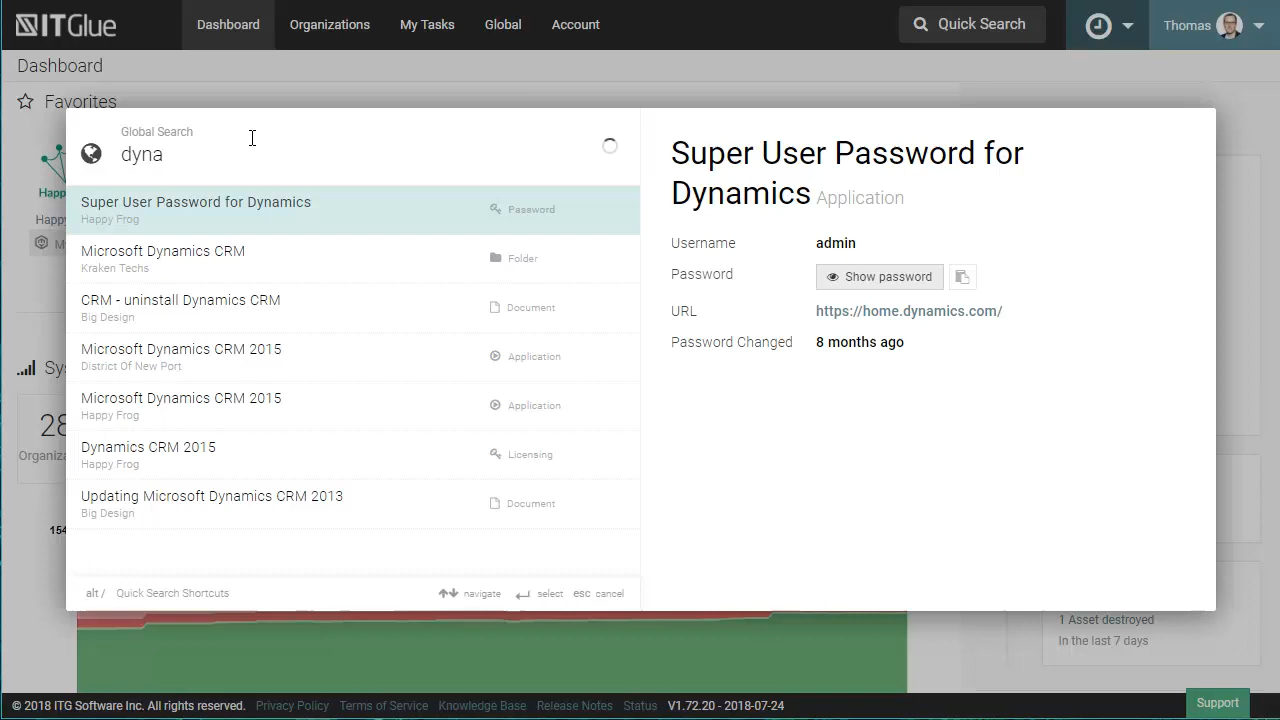 ITGlue
Dashboard
Organizations
My Tasks
Global
Account
Quick Search
Thomas
Dashboard
Favorites
Happ
Happy
M
Global Search
dyna
Super User Password for Dynamics
Happy Frog
Password
Microsoft Dynamics CRM
Kraken Techs
Folder
CRM - uninstall Dynamics CRM
Big Design
Document
Microsoft Dynamics CRM 2015
District Of New Port
Application
Microsoft Dynamics CRM 2015
Happy Frog
Application
Dynamics CRM 2015
Happy Frog
Licensing
Updating Microsoft Dynamics CRM 2013
Big Design
Document
alt / Quick Search Shortcuts
navigate
select
esc cancel
Super User Password for
Dynamics Application
Username admin
Password Show password
URL https://home.dynamics.com/
Password Changed 8 months ago
Sys
28
Organiza
154
1 Asset destroyed
In the last 7 days
© 2018 ITG Software Inc. All rights reserved. Privacy Policy Terms of Service Knowledge Base Release Notes Status V1.72.20 - 2018-07-24
Support